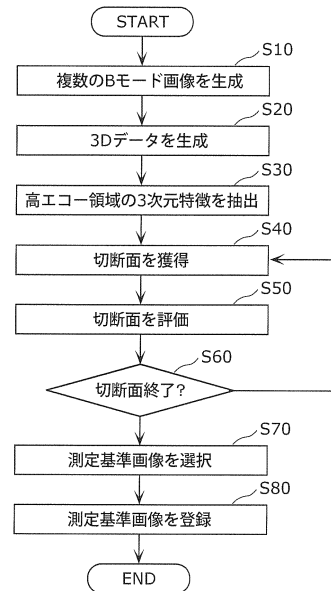 START
S10
複数のBモード画像を生成
S20
3Dデータを生成
S30
高エコー領域の3次元特徴を抽出
S40
切断面を獲得
S50
切断面を評価
S60
切断面終了?
S70
測定基準画像を選択
S80
測定基準画像を登録
END